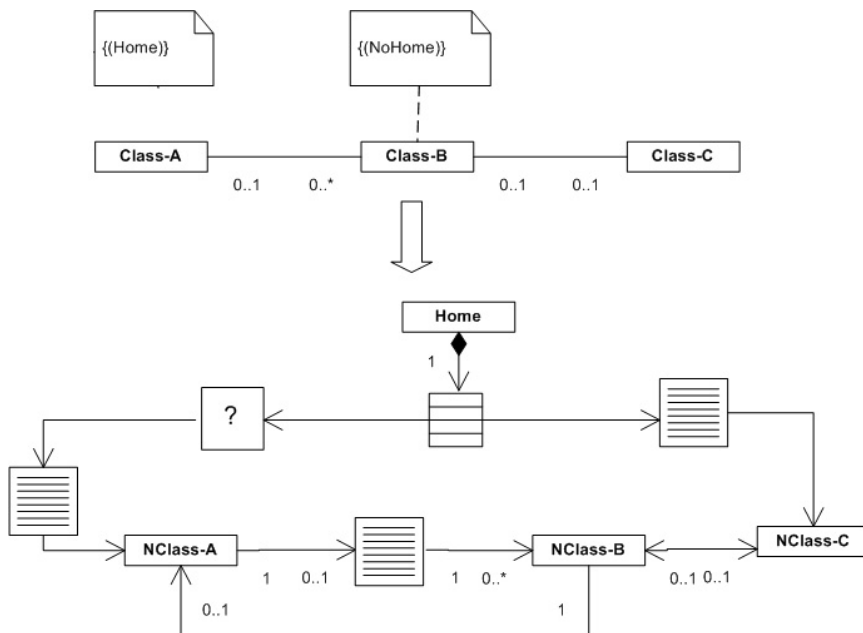 {(Home)}
{(NoHome)}
Class-A
Class-B
Class-C
0..1
0..*
0..1
0..1
Home
1
?
NClass-A
NClass-B
NClass-C
1
0..1
1
0..*
0..1
0..1
0..1
1